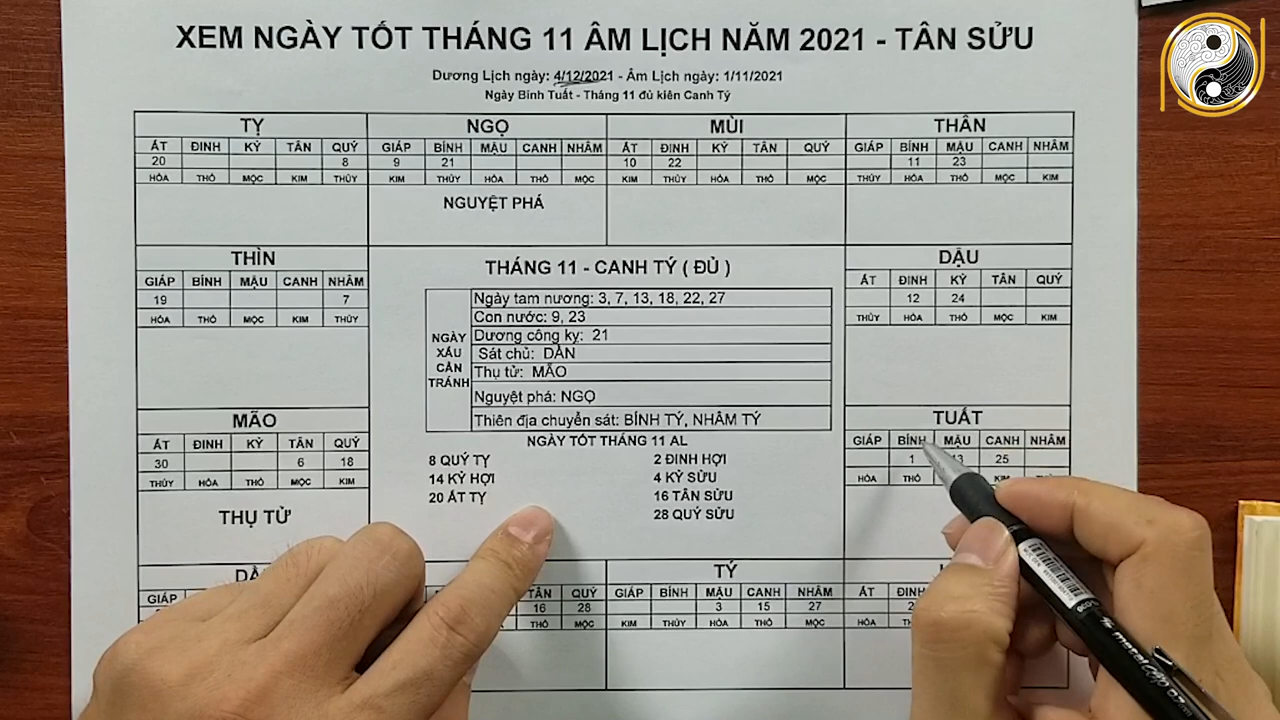 XEM NGÀY TỐT THÁNG 11 ÂM LỊCH NĂM 2021 - TÂN SỬU
Dương Lịch ngày: 4/12/2021 - Âm Lịch ngày: 1/11/2021
Ngày Bính Tuất - Tháng 11 đủ kiên Canh Tý
TỴ NGỌ MÙI THÂN
ẤT ĐINH KỶ TÂN QUÝ GIÁP BÍNH MẬU CANH NHÂM ẤT ĐINH KỶ TÂN QUÝ GIÁP BÍNH MẬU CANH NHÂM
20 8 9 21 10 22 11 23
HỎA THỔ MỘC KIM THỦY KIM THỦY HỎA THỔ MỘC KIM THỦY HỎA THỔ MỘC THỦY HỎA THỔ MỘC KIM
NGUYỆT PHÁ
THÌN
GIÁP BÍNH MẬU CANH NHÂM
19 7
HỎA THỔ MỘC KIM THỦY
THÁNG 11 - CANH TÝ ( ĐỦ )
NGÀY
XẤU
CẦN
TRÁNH
Ngày tam nương: 3, 7, 13, 18, 22, 27
Con nước: 9, 23
Dương công kỵ: 21
Sát chủ: DẦN
Thụ tử: MÃO
Nguyệt phá: NGỌ
Thiên địa chuyển sát: BÍNH TÝ, NHÂM TÝ
DẬU
ẤT ĐINH KỶ TÂN QUÝ
12 24
THỦY HỎA THỔ MỘC KIM
MÃO
ẤT ĐINH KỶ TÂN QUÝ
30 6 18
THỦY HỎA THỔ MỘC KIM
THỤ TỬ
NGÀY TỐT THÁNG 11 AL
8 QUÝ TỴ 2 ĐINH HỢI
14 KỶ HỢI 4 KỶ SỬU
20 ẤT TỴ 16 TÂN SỬU
28 QUÝ SỬU
TUẤT
GIÁP BÍNH MẬU CANH NHÂM
1 13 25
HỎA THỔ KIM
TÝ
GIÁP TÂN QUÝ GIÁP BÍNH MẬU CANH NHÂM ẤT ĐINH
16 28 3 15 27
THỔ MỘC KIM THỦY HỎA THỔ MỘC KIM